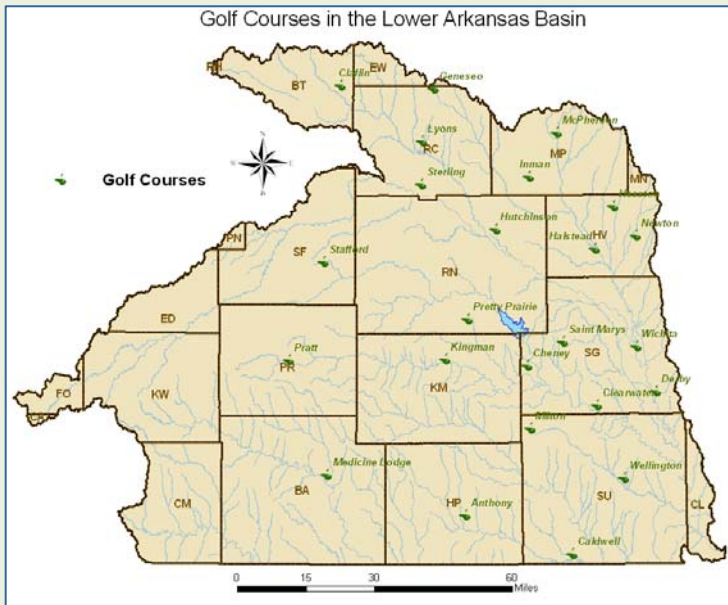 Golf Courses in the Lower Arkansas Basin
Claflin
EW
Geneseo
BT
Lyons
RC
McPherson
MP
Sterling
Inman
MN
Golf Courses
Hutchinson
Halstead
HV
Newton
PN
SF
Stafford
RN
ED
Pretty Prairie
Saint Marys
Wichita
SG
Pratt
PR
Kingman
KM
Cheney
FO
KW
Derby
Clearwater
Medicine Lodge
BA
Wellington
CM
HP
Anthony
SU
CL
Caldwell
0 15 30 60
Miles